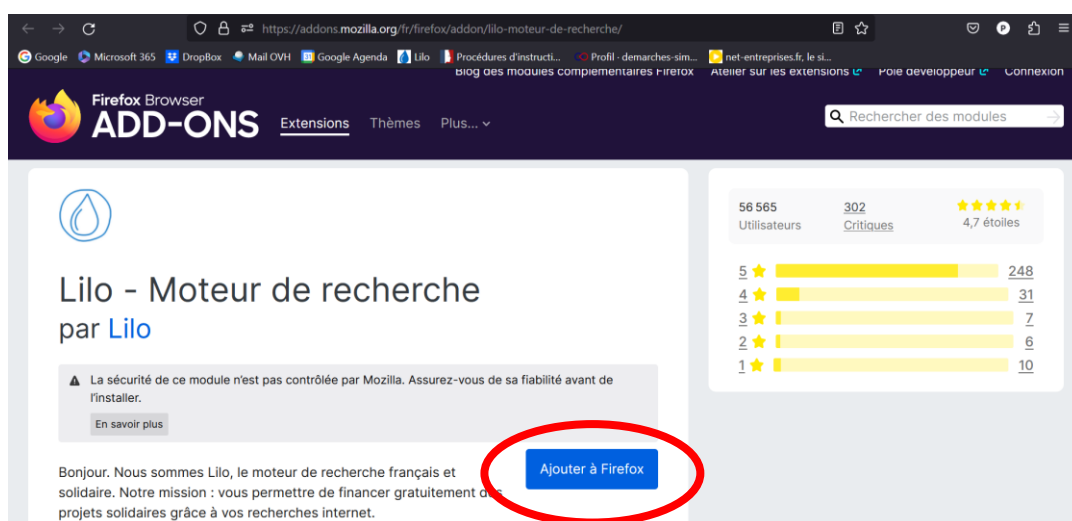 https://addons.mozilla.org/fr/firefox/addon/lilo-moteur-de-recherche/
Google Microsoft 365 DropBox Mail OVH Google Agenda Lilo Procédures d'instructi... Profil · demarches-sim... net-entreprises.fr, le si...
Blog des modules complémentaires Firefox Atelier sur les extensions Pôle développeur Connexion
Firefox Browser
ADD-ONS
Extensions Thèmes Plus...
Rechercher des modules
Lilo - Moteur de recherche
par Lilo
La sécurité de ce module n'est pas contrôlée par Mozilla. Assurez-vous de sa fiabilité avant de
l'installer.
En savoir plus
Bonjour. Nous sommes Lilo, le moteur de recherche français et
solidaire. Notre mission : vous permettre de financer gratuitement des
projets solidaires grâce à vos recherches internet.
Ajouter à Firefox
56 565 302
Utilisateurs Critiques 4,7 étoiles
5 248
4 31
3 7
2 6
1 10